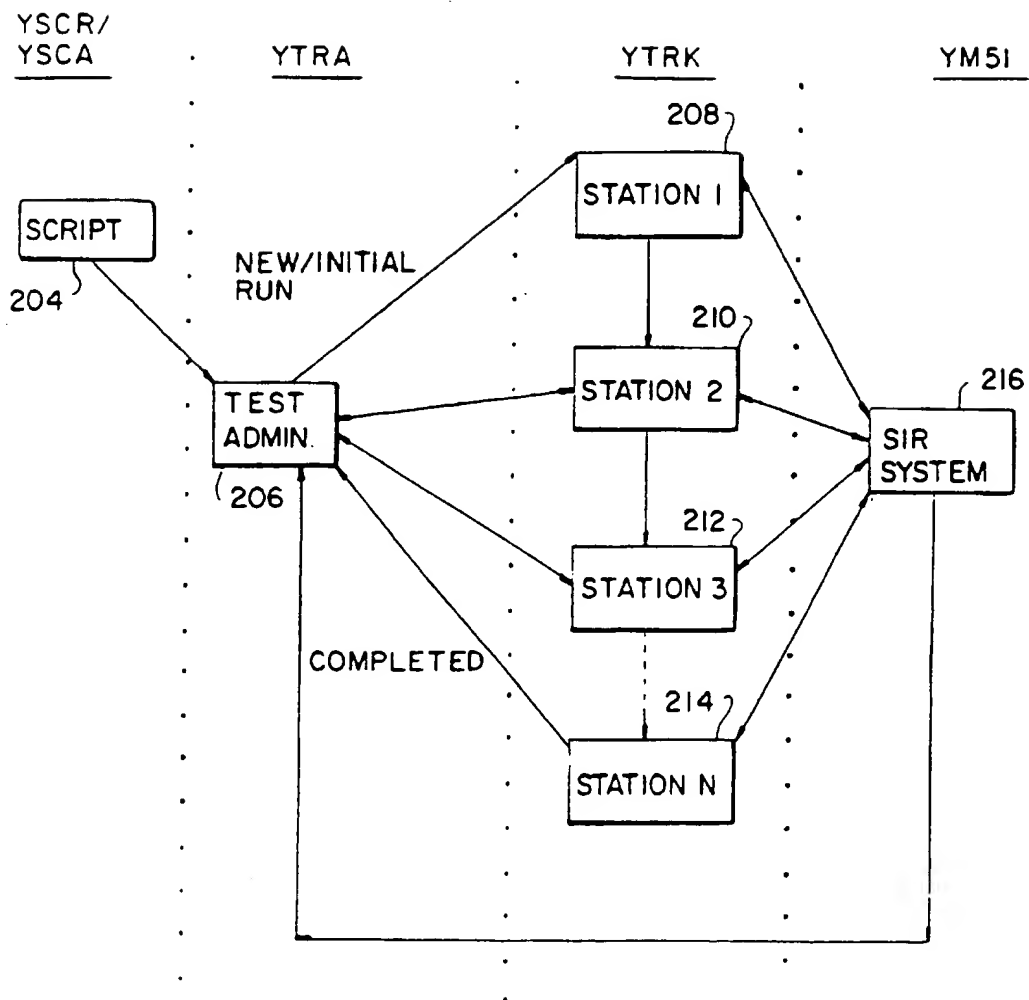 YSCR/
YSCA
YTRA
YTRK
YM51
208
STATION 1
SCRIPT
204
NEW/INITIAL
RUN
210
STATION 2
216
TEST
ADMIN.
206
SIR
SYSTEM
212
STATION 3
COMPLETED
214
STATION N